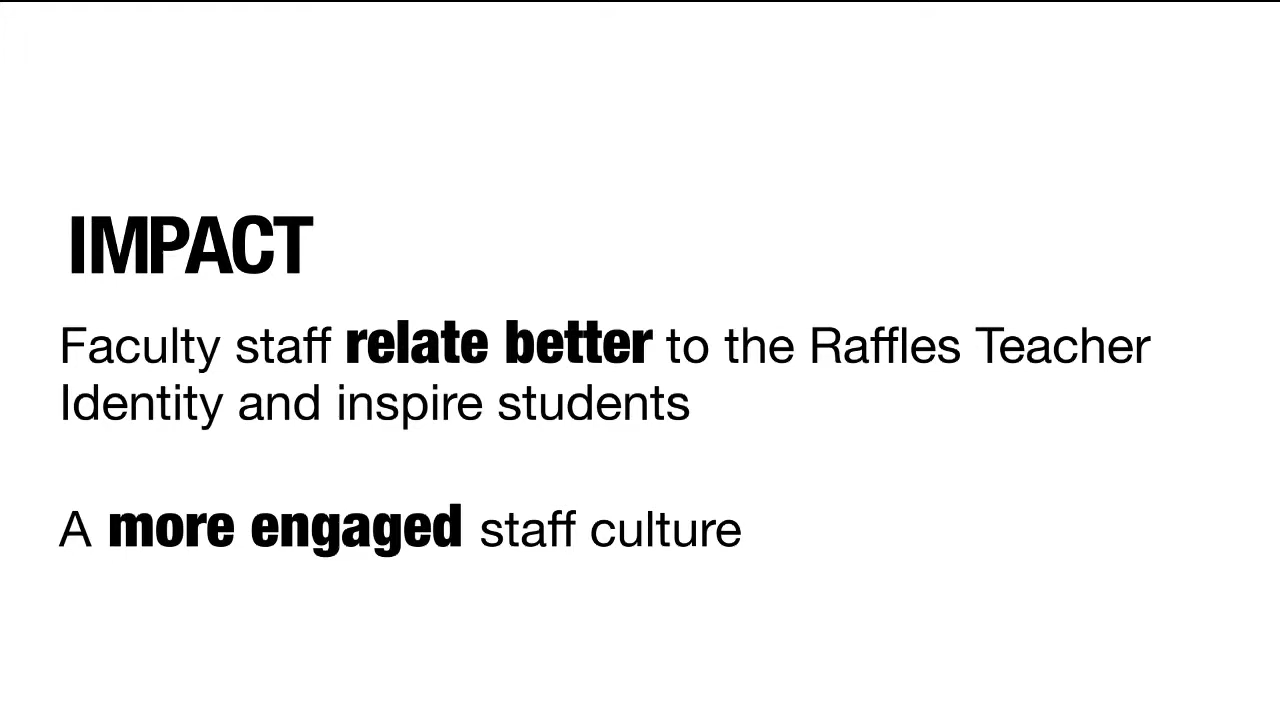 IMPACT
Faculty staff relate better to the Raffles Teacher
Identity and inspire students
A more engaged staff culture